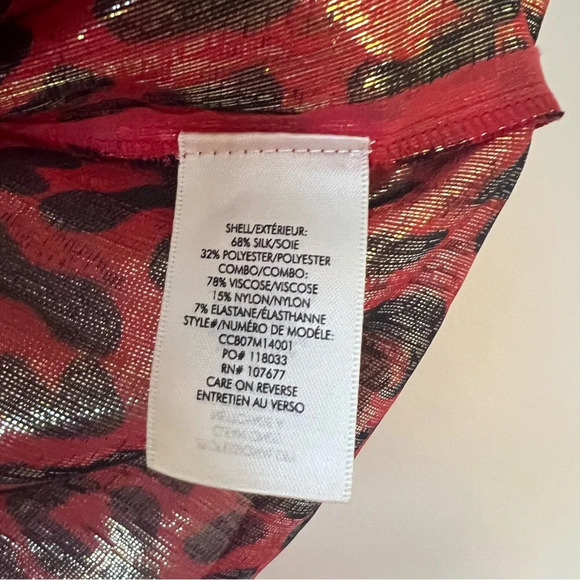 SHELL/EXTÉRIEUR:
68% SILK/SOIE
32% POLYESTER/POLYESTER
COMBO/COMBO:
78% VISCOSE/VISCOSE
15% NYLON/NYLON
7% ELASTANE/ÉLASTHANNE
STYLE#/NUMÉRO DE MODÈLE:
CCB07M14001
PO# 118033
RN# 107677
CARE ON REVERSE
ENTRETIEN AU VERSO